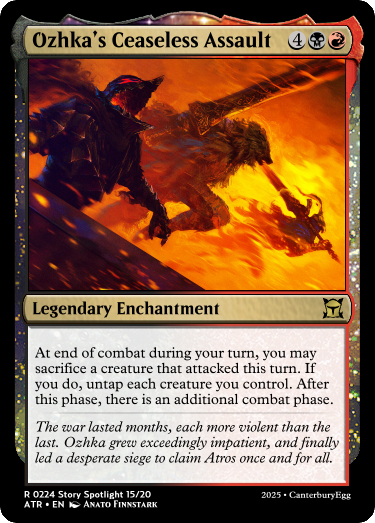 Ozhka's Ceaseless Assault 4
Legendary Enchantment
At end of combat during your turn, you may
sacrifice a creature that attacked this turn. If
you do, untap each creature you control. After
this phase, there is an additional combat phase.
The war lasted months, each more violent than the
last. Ozhka grew exceedingly impatient, and finally
led a desperate siege to claim Atros once and for all.
R 0224 Story Spotlight 15/20
2025 • CanterburyEgg
ATR • EN Anato Finnstark